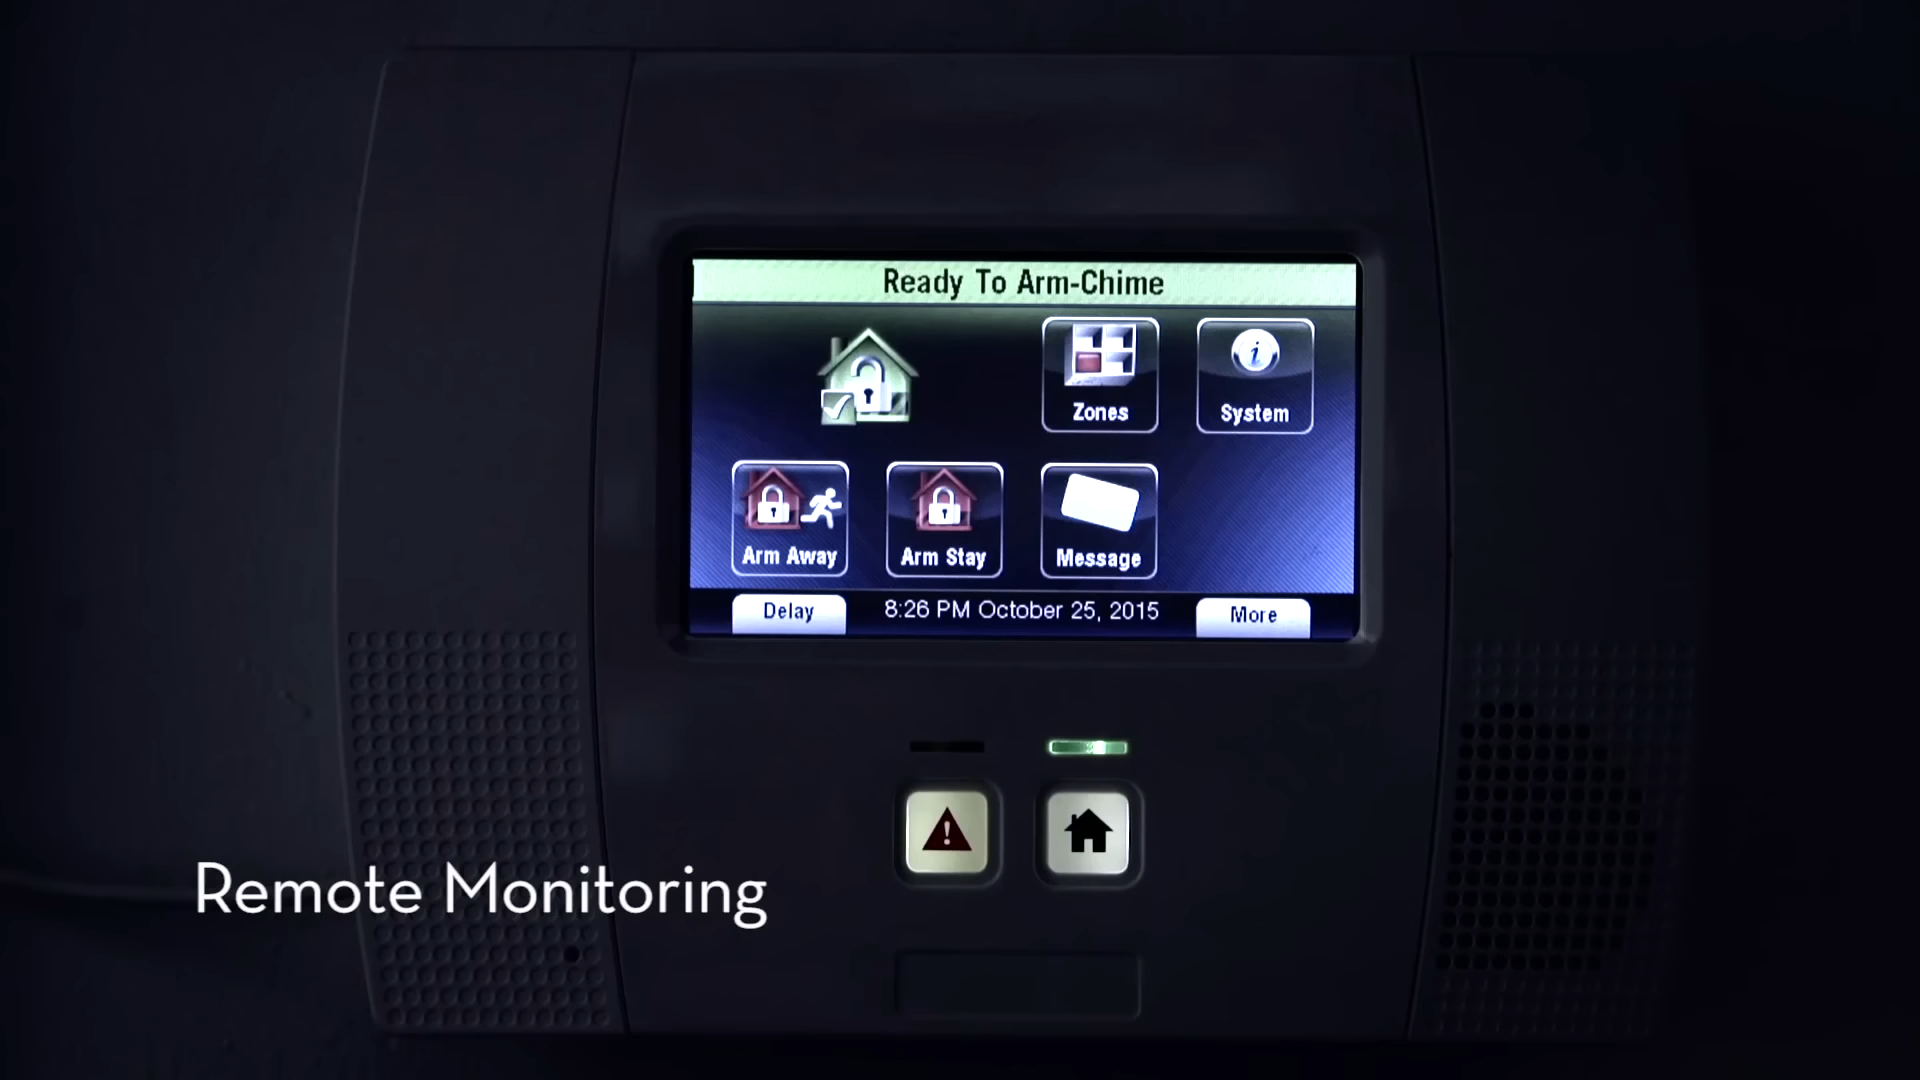 Ready To Arm-Chime
Zones
System
Arm Away
Arm Stay
Message
Delay
8:26 PM October 25, 2015
More
Remote Monitoring